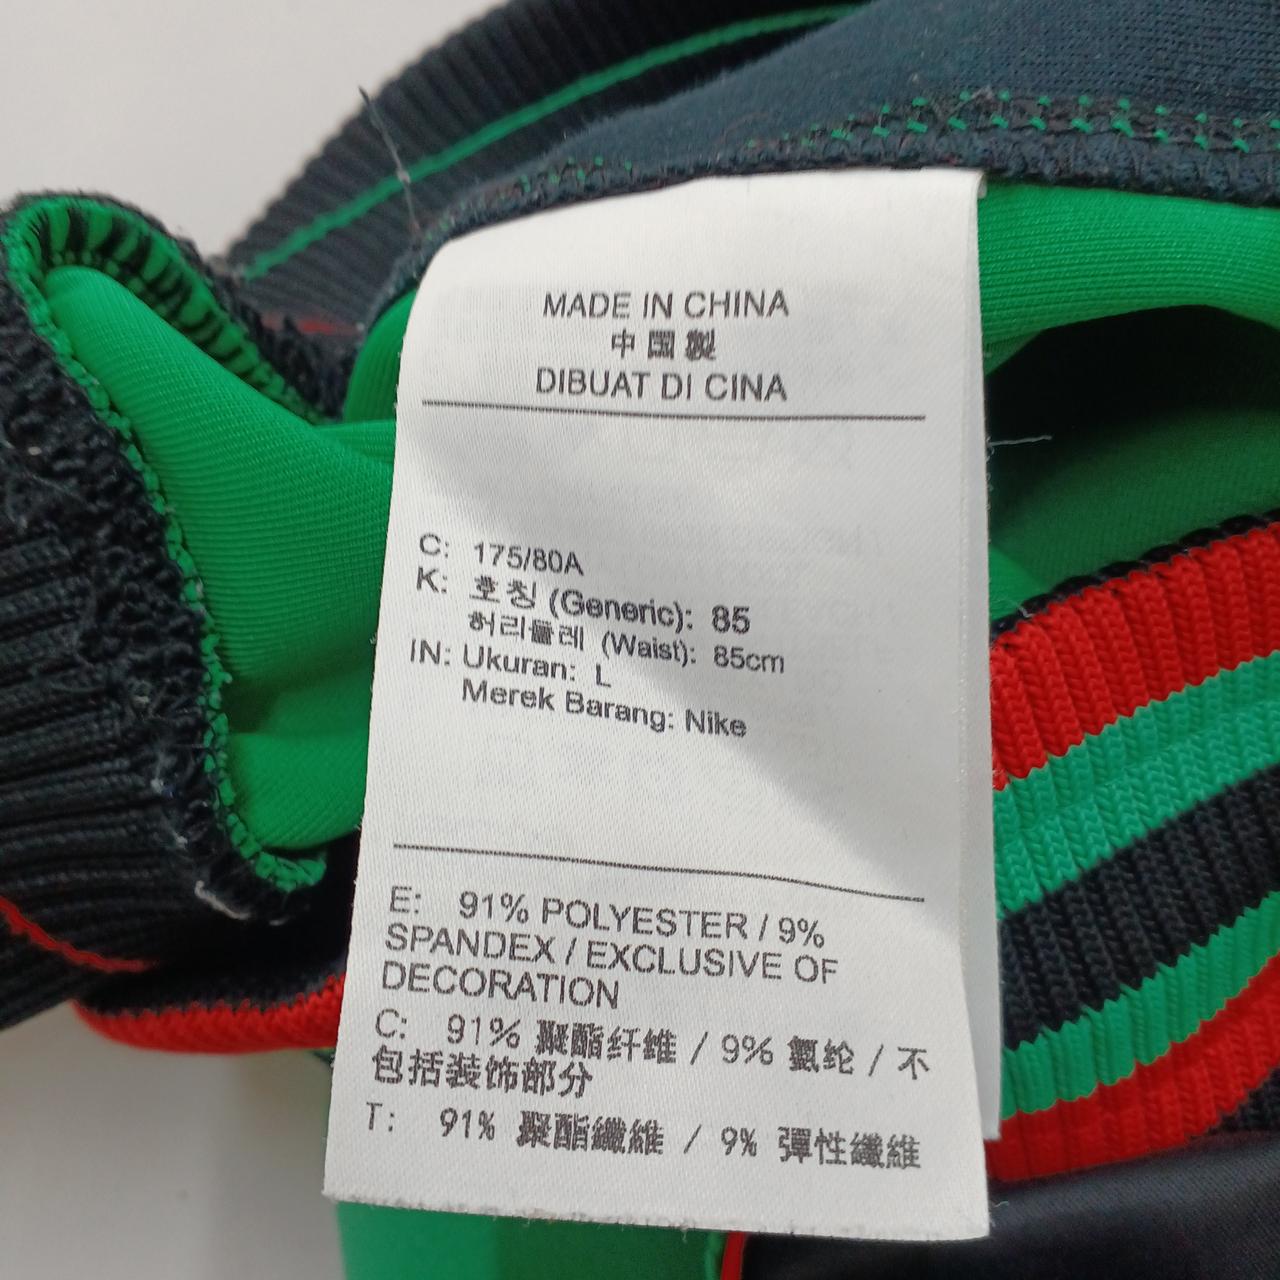 MADE IN CHINA
中国製
DIBUAT DI CINA
C: 175/80A
K: 호칭 (Generic): 85
허리둘레 (Waist): 85cm
IN: Ukuran: L
Merek Barang: Nike
E: 91% POLYESTER / 9%
SPANDEX / EXCLUSIVE OF
DECORATION
C: 91% 聚酯纤维 / 9% 氨纶 / 不
包括装饰部分
T: 91% 聚酯纖維 / 9% 彈性纖維